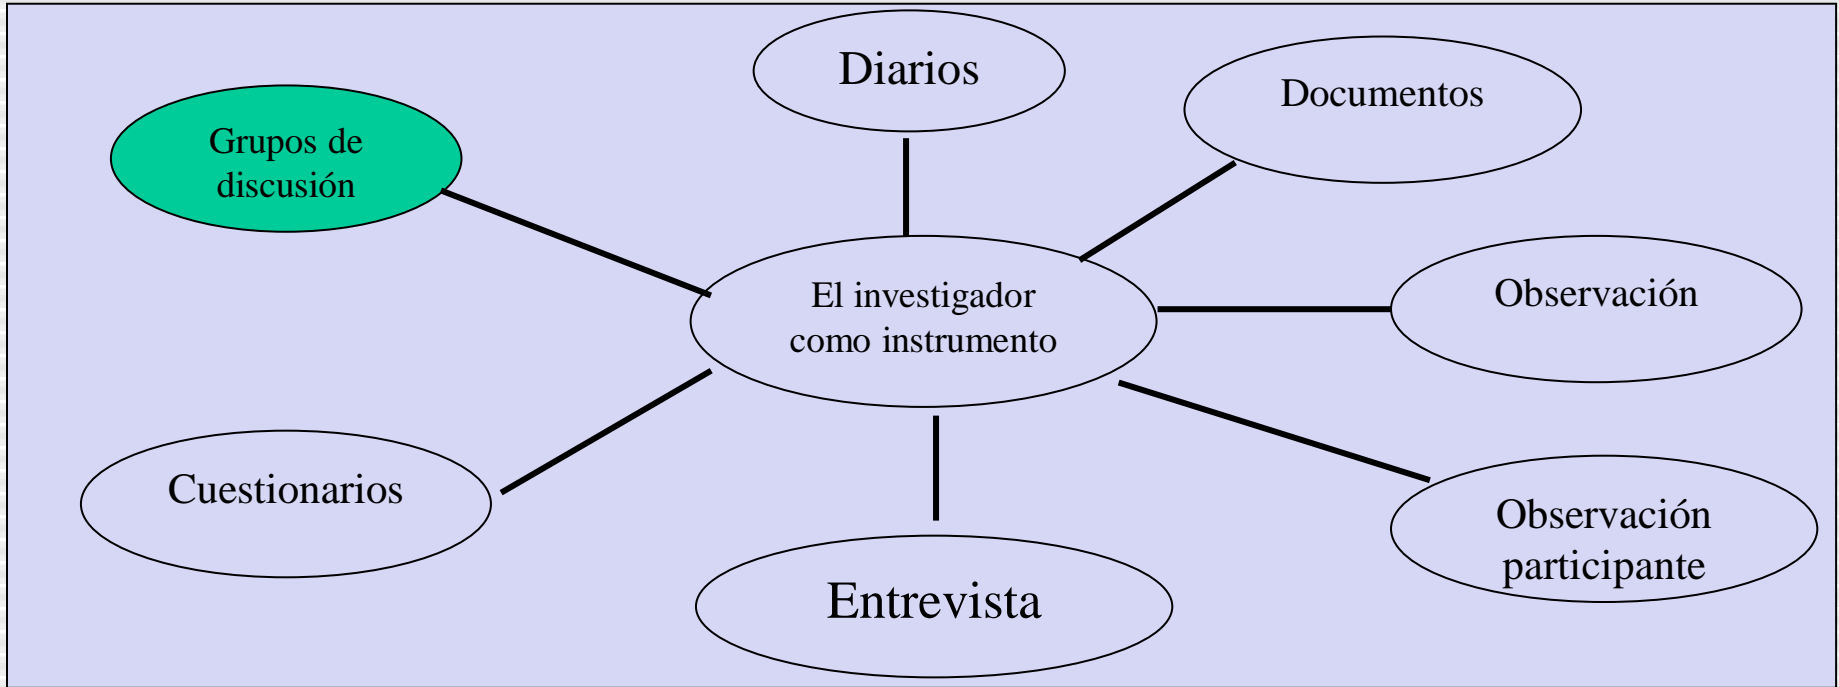 Diarios
Documentos
Grupos de
discusión
El investigador
como instrumento
Observación
Cuestionarios
Observación
participante
Entrevista